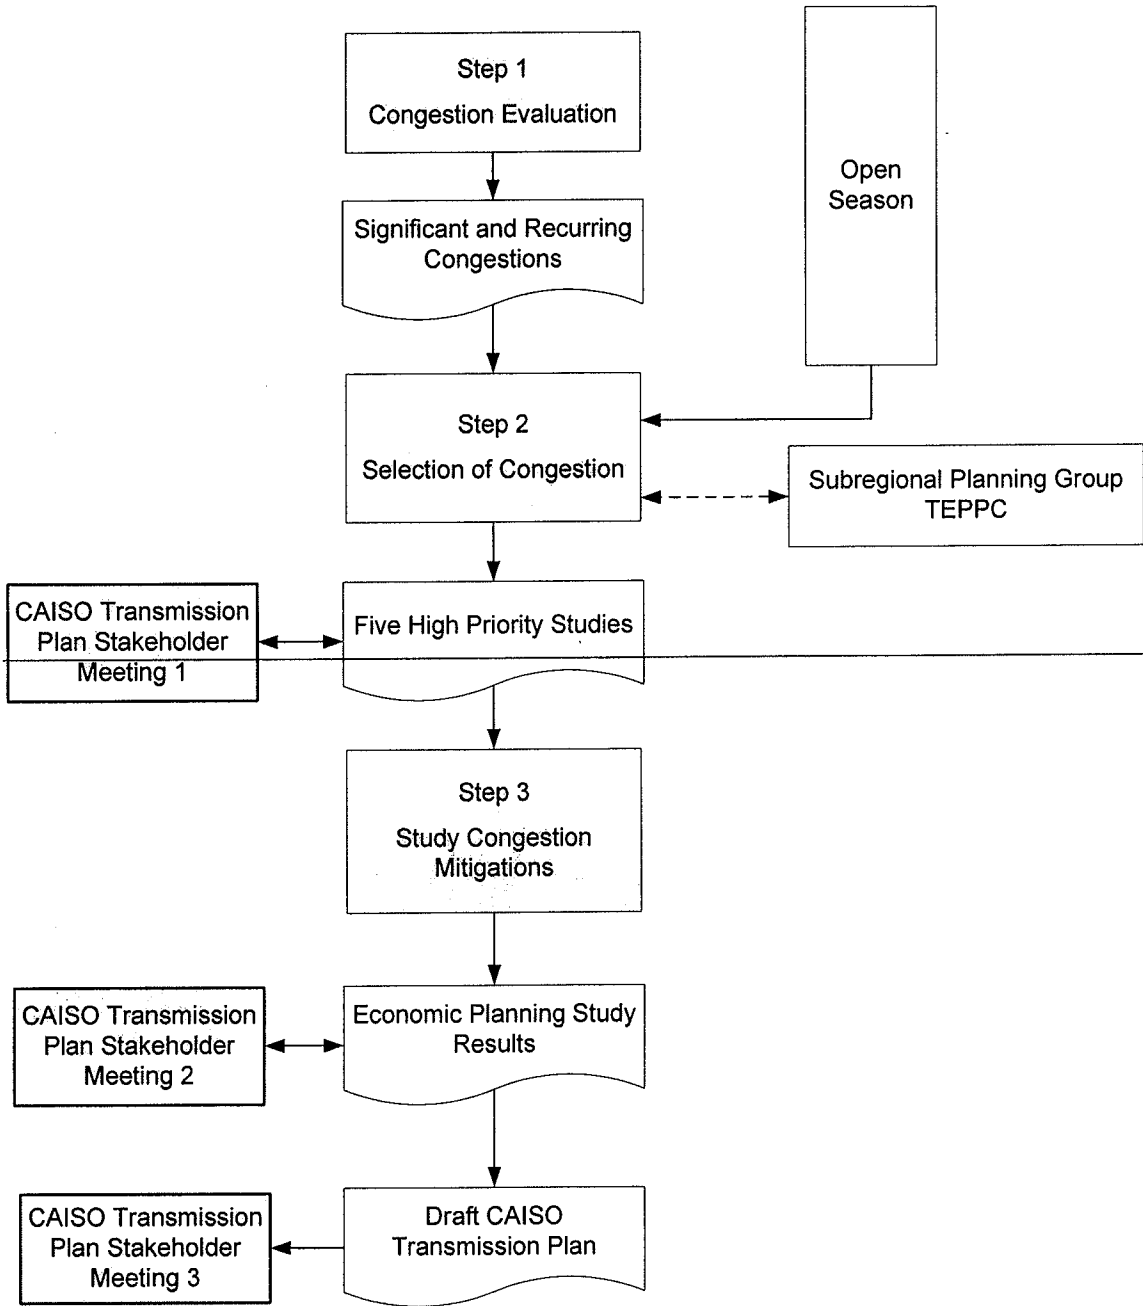 Step 1
Congestion Evaluation
Open
Season
Significant and Recurring
Congestions
Step 2
Selection of Congestion
Subregional Planning Group
TEPPC
CAISO Transmission
Plan Stakeholder
Meeting 1
Five High Priority Studies
Step 3
Study Congestion
Mitigations
CAISO Transmission
Plan Stakeholder
Meeting 2
Economic Planning Study
Results
CAISO Transmission
Plan Stakeholder
Meeting 3
Draft CAISO
Transmission Plan